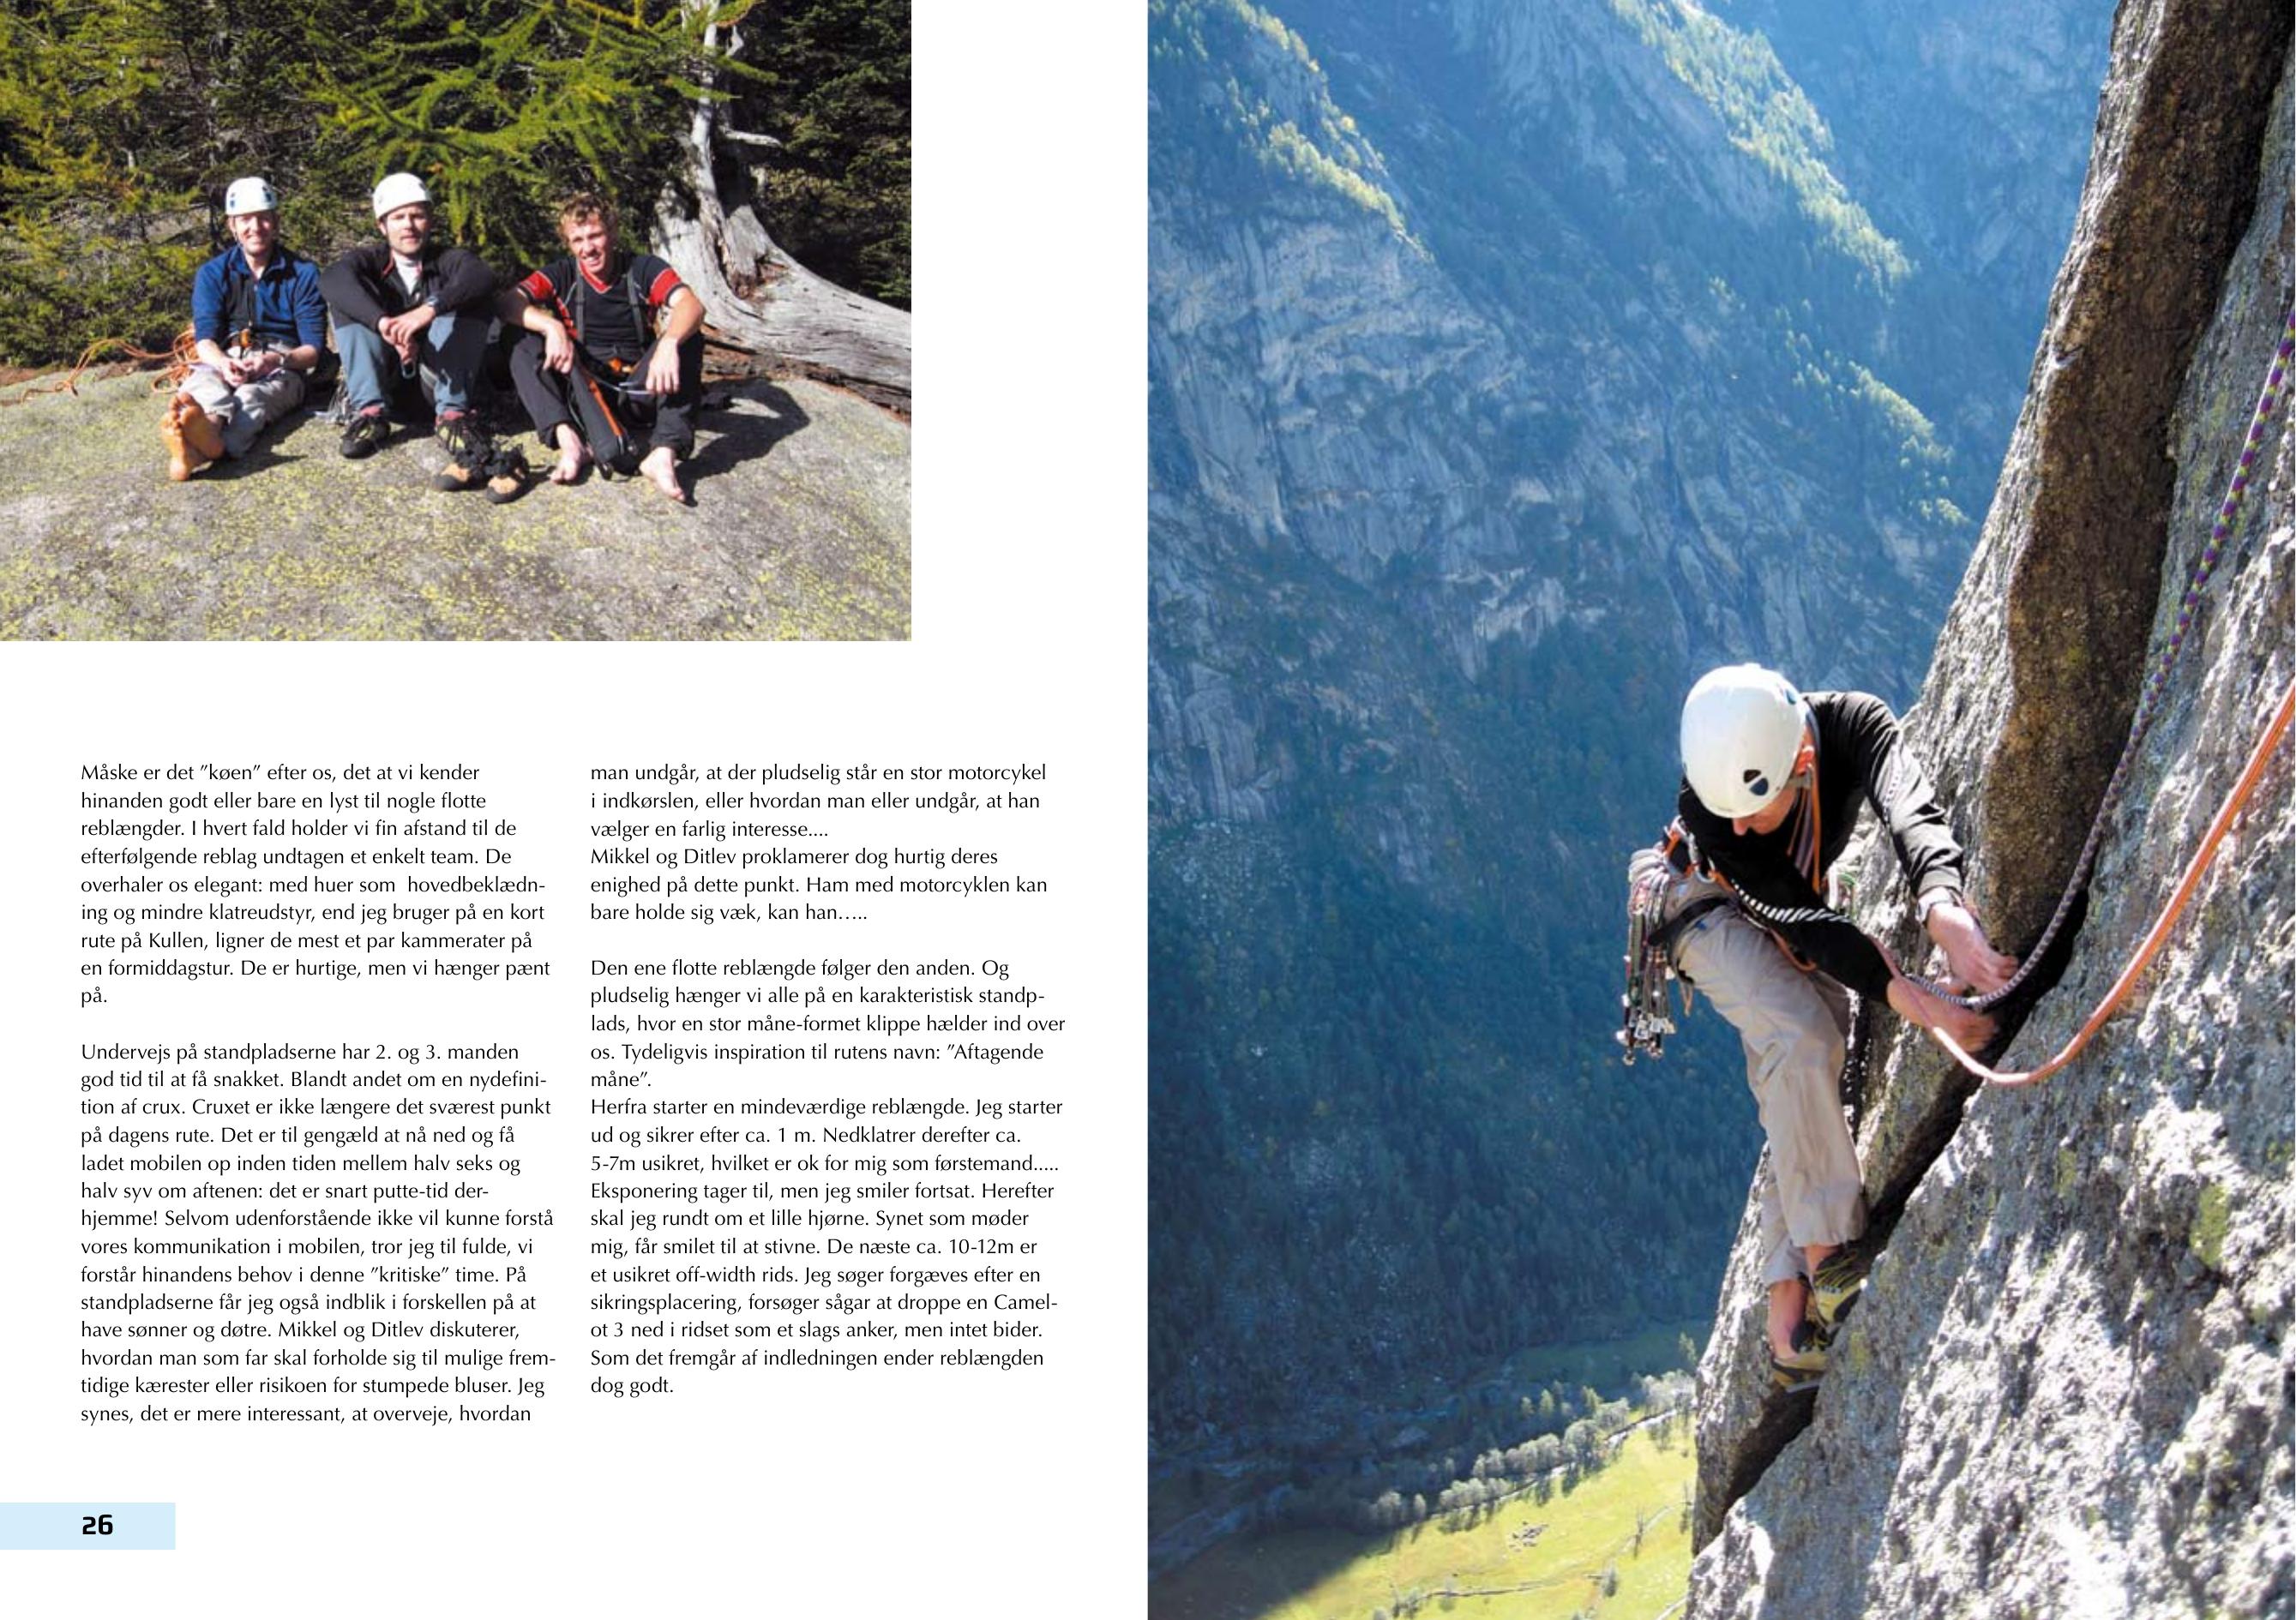 Måske er det ”køen” efter os, det at vi kender
hinanden godt eller bare en lyst til nogle flotte
reblængder. I hvert fald holder vi fin afstand til de
efterfølgende reblag undtagen et enkelt team. De
overhaler os elegant: med huer som  hovedbeklædn-
ing og mindre klatreudstyr, end jeg bruger på en kort
rute på Kullen, ligner de mest et par kammerater på
en formiddagstur. De er hurtige, men vi hænger pænt
på.

Undervejs på standpladserne har 2. og 3. manden
god tid til at få snakket. Blandt andet om en nydefini-
tion af crux. Cruxet er ikke længere det sværest punkt
på dagens rute. Det er til gengæld at nå ned og få
ladet mobilen op inden tiden mellem halv seks og
halv syv om aftenen: det er snart putte-tid der-
hjemme! Selvom udenforstående ikke vil kunne forstå
vores kommunikation i mobilen, tror jeg til fulde, vi
forstår hinandens behov i denne ”kritiske” time. På
standpladserne får jeg også indblik i forskellen på at
have sønner og døtre. Mikkel og Ditlev diskuterer,
hvordan man som far skal forholde sig til mulige frem-
tidige kærester eller risikoen for stumpede bluser. Jeg
synes, det er mere interessant, at overveje, hvordan
man undgår, at der pludselig står en stor motorcykel
i indkørslen, eller hvordan man eller undgår, at han
vælger en farlig interesse....
Mikkel og Ditlev proklamerer dog hurtig deres
enighed på dette punkt. Ham med motorcyklen kan
bare holde sig væk, kan han…..

Den ene flotte reblængde følger den anden. Og
pludselig hænger vi alle på en karakteristisk standp-
lads, hvor en stor måne-formet klippe hælder ind over
os. Tydeligvis inspiration til rutens navn: ”Aftagende
måne”.
Herfra starter en mindeværdige reblængde. Jeg starter
ud og sikrer efter ca. 1 m. Nedklatrer derefter ca.
5-7m usikret, hvilket er ok for mig som førstemand.....
Eksponering tager til, men jeg smiler fortsat. Herefter
skal jeg rundt om et lille hjørne. Synet som møder
mig, får smilet til at stivne. De næste ca. 10-12m er
et usikret off-width rids. Jeg søger forgæves efter en
sikringsplacering, forsøger sågar at droppe en Camel-
ot 3 ned i ridset som et slags anker, men intet bider.
Som det fremgår af indledningen ender reblængden
dog godt.

26